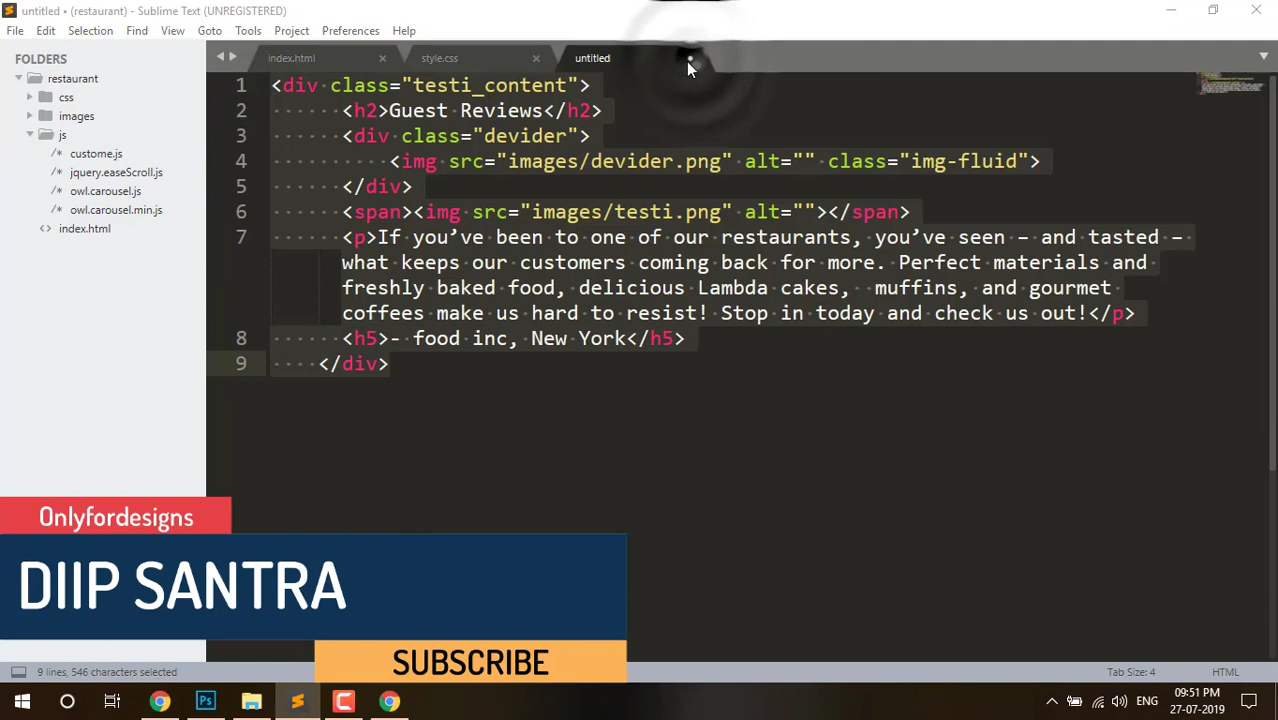 untitled • (restaurant) - Sublime Text (UNREGISTERED)
File Edit Selection Find View Goto Tools Project Preferences Help
FOLDERS
restaurant
css
images
js
/* custome.js
/* jquery.easeScroll.js
/* owl.carousel.js
/* owl.carousel.min.js
<> index.html
index.html style.css untitled
1 <div class="testi_content">
2 <h2>Guest Reviews</h2>
3 <div class="devider">
4 <img src="images/devider.png" alt="" class="img-fluid">
5 </div>
6 <span><img src="images/testi.png" alt=""></span>
7 <p>If you’ve been to one of our restaurants, you’ve seen – and tasted –
what keeps our customers coming back for more. Perfect materials and
freshly baked food, delicious Lambda cakes,  muffins, and gourmet
coffees make us hard to resist! Stop in today and check us out!</p>
8 <h5>- food inc, New York</h5>
9 </div>
Onlyfordesigns
DIIP SANTRA
SUBSCRIBE
9 lines, 546 characters selected
Tab Size: 4 HTML
Ps
ENG
09:51 PM
27-07-2019